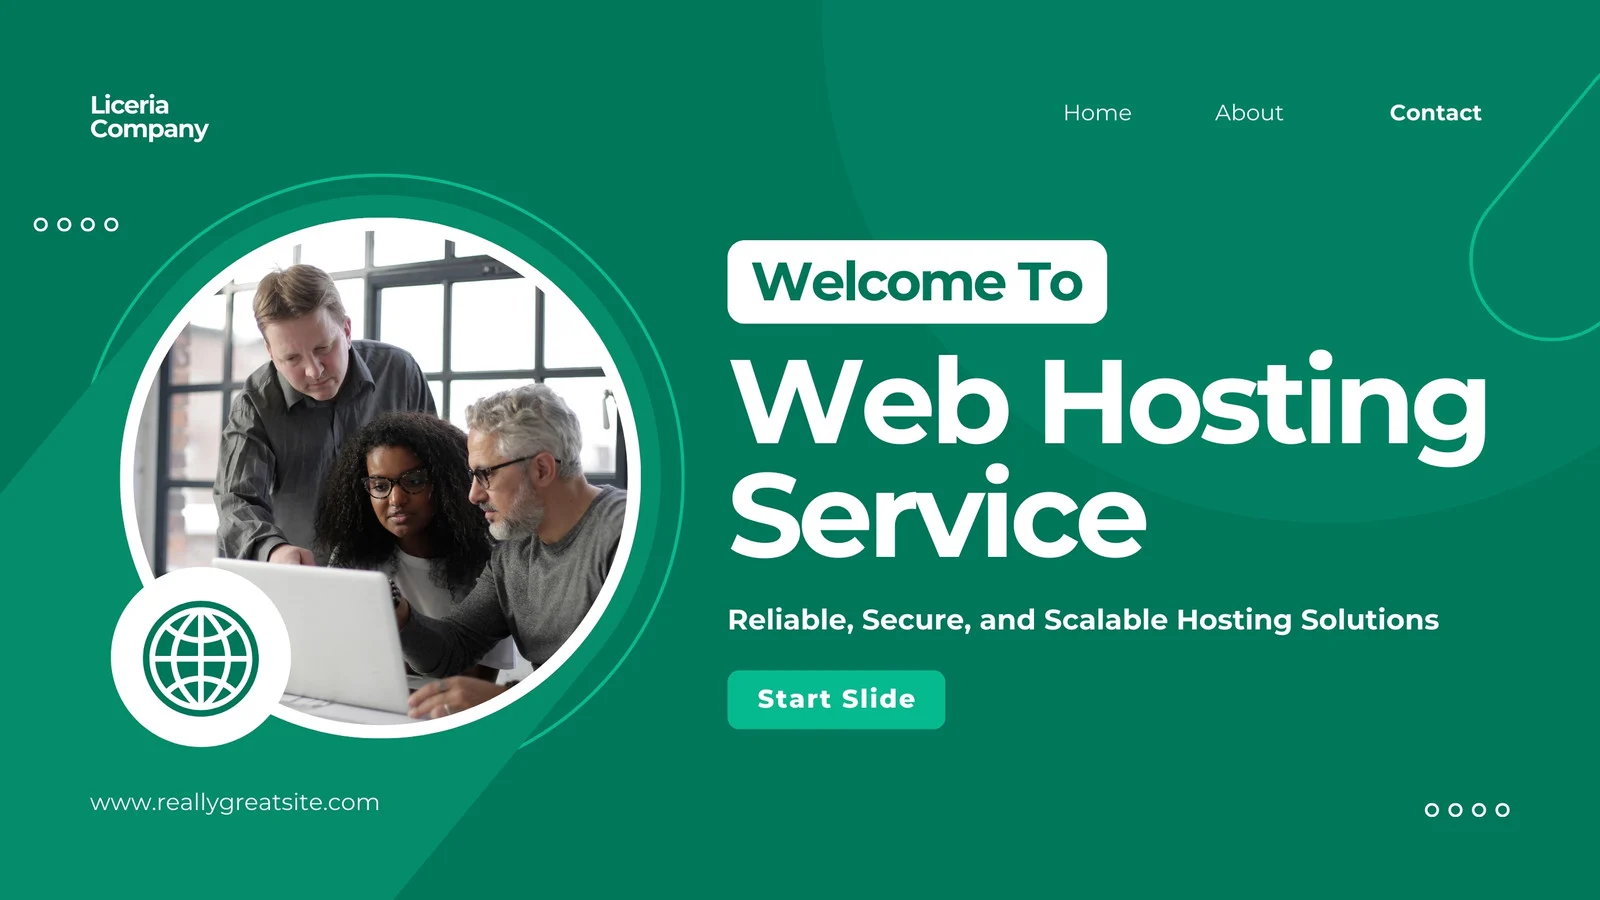 Liceria
Company
Home
About
Contact
Welcome To
Web Hosting
Service
Reliable, Secure, and Scalable Hosting Solutions
Start Slide
www.reallygreatsite.com